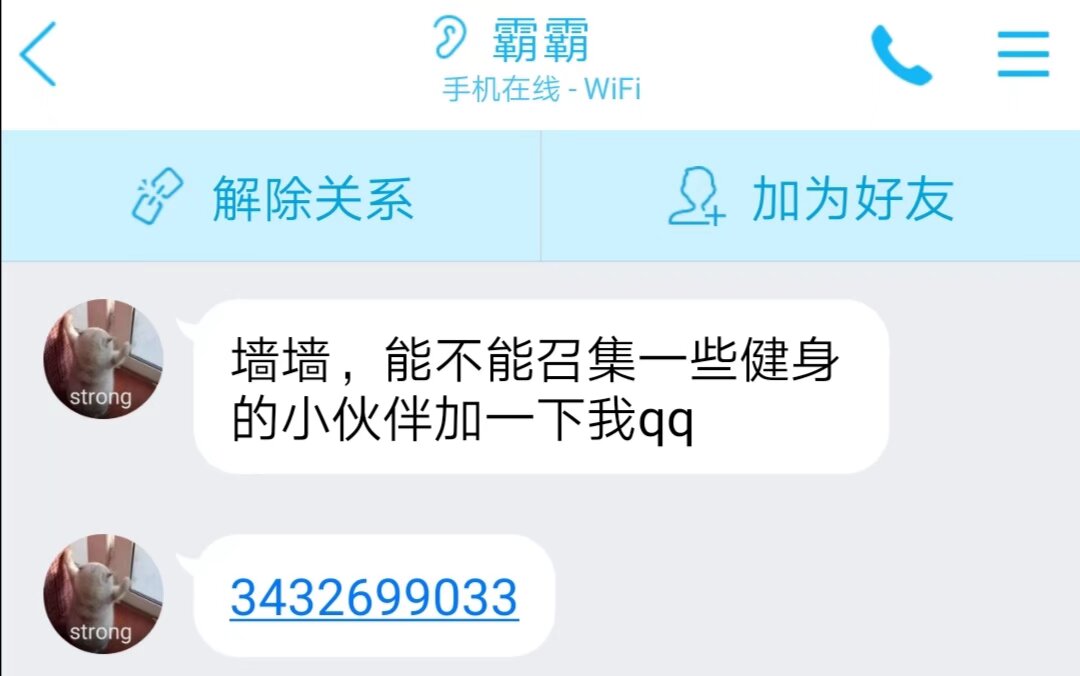 霸霸
手机在线 - WiFi
解除关系
加为好友
墙墙，能不能召集一些健身
的小伙伴加一下我qq
strong
3432699033
strong